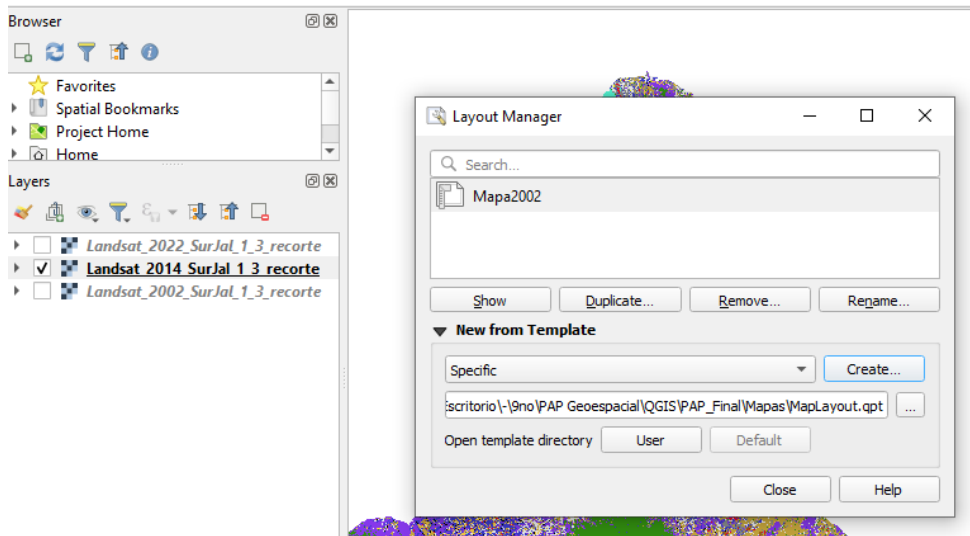 Browser
Favorites
Spatial Bookmarks
Project Home
Home
Layers
Landsat_2022_SurJal_1_3_recorte
Landsat_2014_SurJal_1_3_recorte
Landsat_2002_SurJal_1_3_recorte
Layout Manager
Search...
Mapa2002
Show Duplicate... Remove... Rename...
New from Template
Specific Create...
Escritorio\-\9no\PAP Geoespacial\QGIS\PAP_Final\Mapas\MapLayout.qpt ...
Open template directory User Default
Close Help